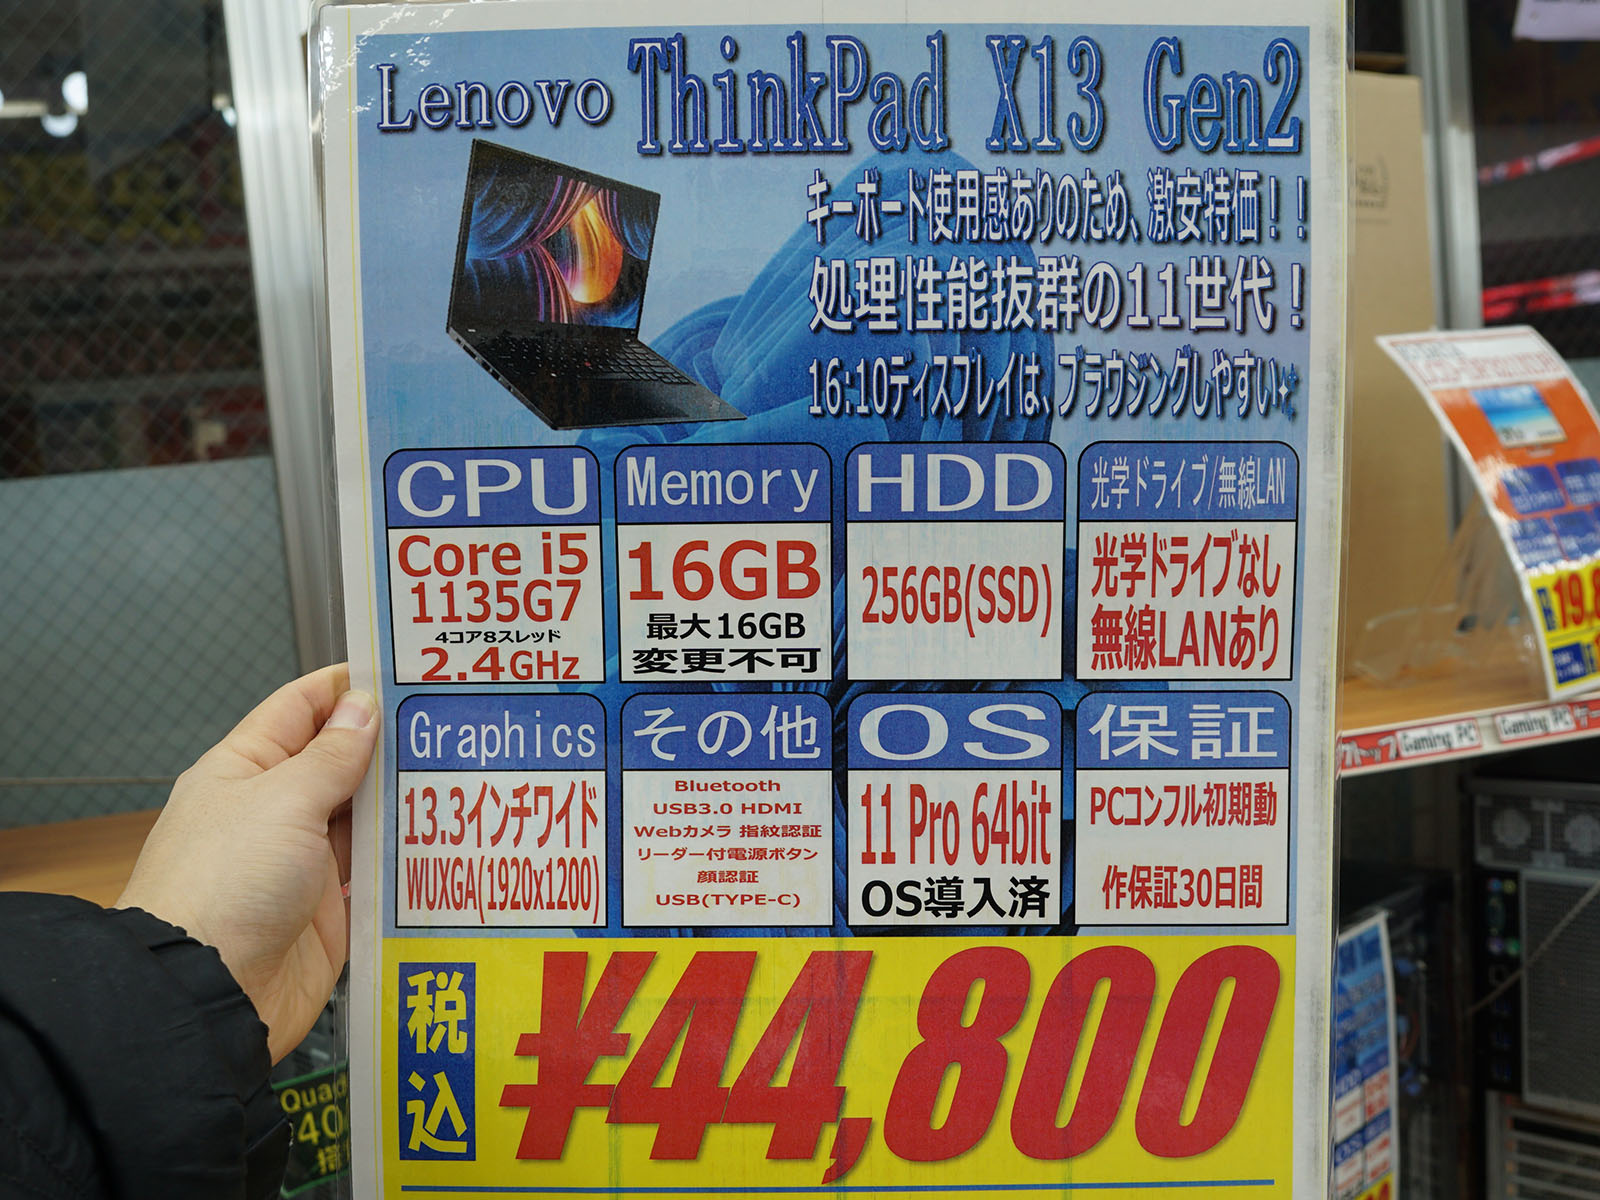 Lenovo ThinkPad X13 Gen2
キーボード使用感ありのため、激安特価！！
処理性能抜群の11世代！
16:10ディスプレイは、ブラウジングしやすい
CPU
Core i5
1135G7
4コア8スレッド
2.4GHz
Memory
16GB
最大16GB
変更不可
HDD
256GB(SSD)
光学ドライブ/無線LAN
光学ドライブなし
無線LANあり
Graphics
13.3インチワイド
WUXGA(1920x1200)
その他
Bluetooth
USB3.0 HDMI
Webカメラ 指紋認証
リーダー付電源ボタン
顔認証
USB(TYPE-C)
OS
11 Pro 64bit
OS導入済
保証
PCコンフル初期動
作保証30日間
税込
¥44,800
Gaming PC
Gaming PC